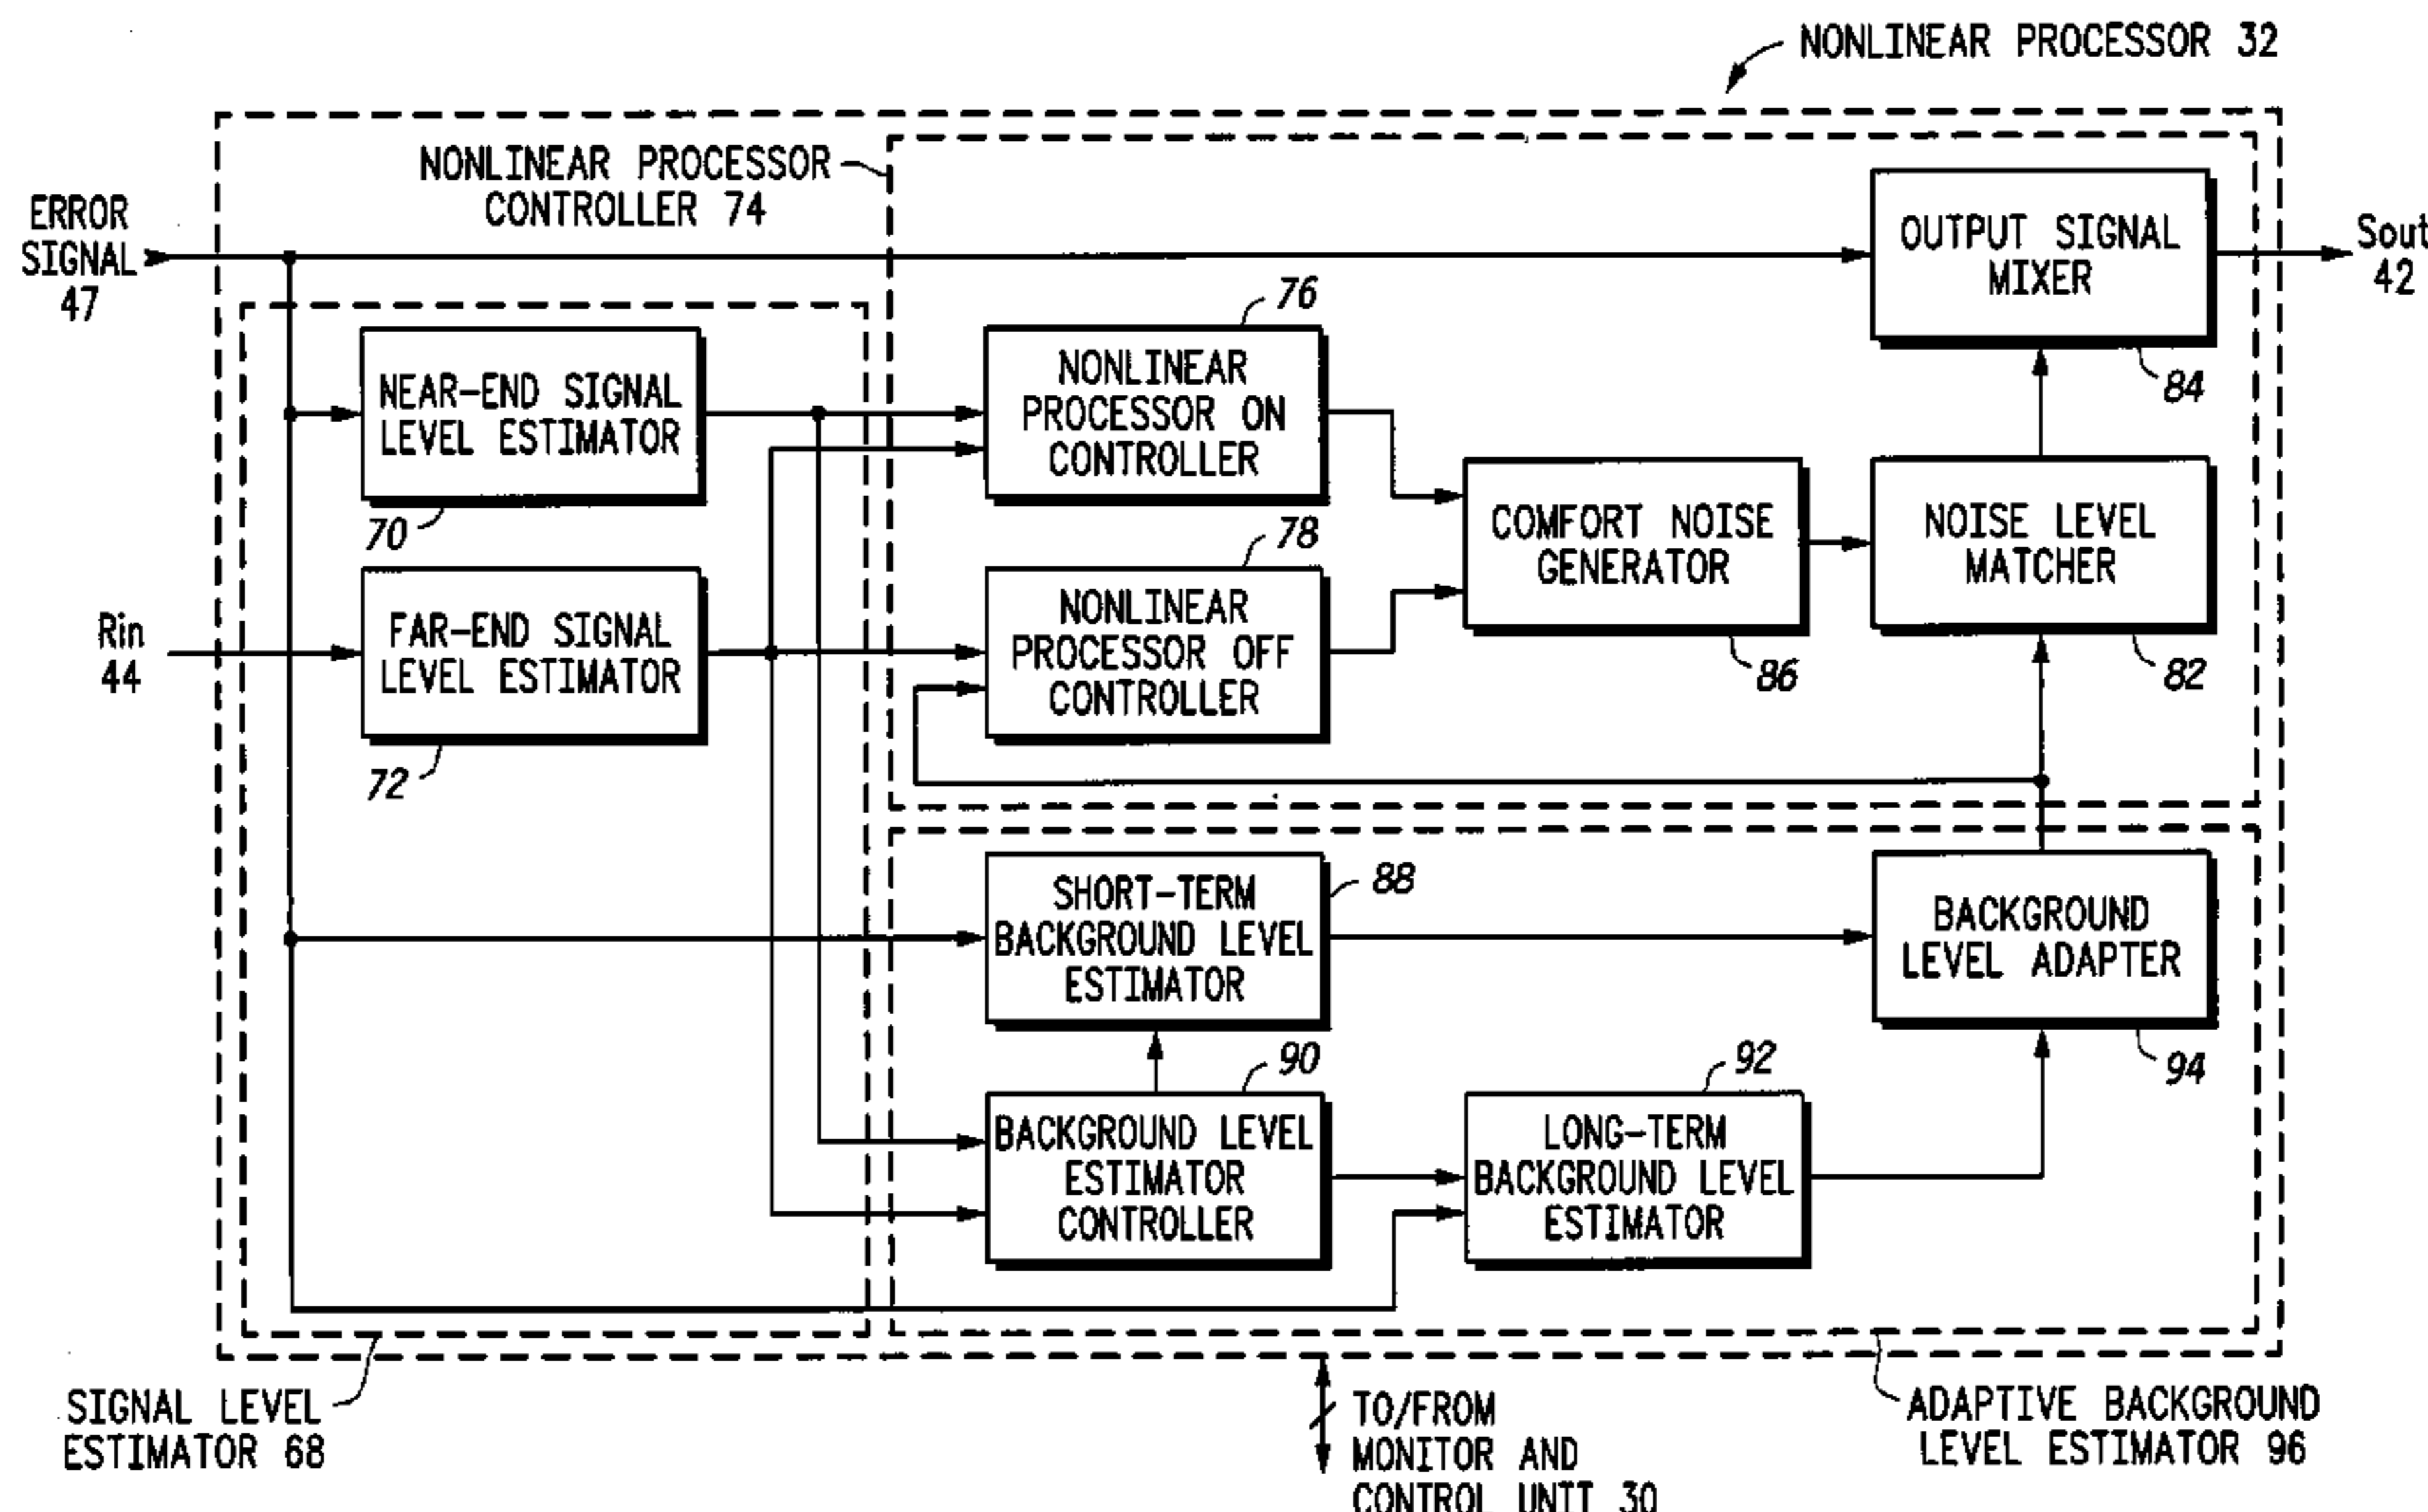 NONLINEAR PROCESSOR 32
NONLINEAR PROCESSOR
CONTROLLER 74
ERROR
SIGNAL
47
OUTPUT SIGNAL
MIXER
Sout
42
84
76
NEAR-END SIGNAL
LEVEL ESTIMATOR
70
NONLINEAR
PROCESSOR ON
CONTROLLER
78
COMFORT NOISE
GENERATOR
86
NOISE LEVEL
MATCHER
82
Rin
44
FAR-END SIGNAL
LEVEL ESTIMATOR
72
NONLINEAR
PROCESSOR OFF
CONTROLLER
SHORT-TERM
BACKGROUND LEVEL
ESTIMATOR
88
BACKGROUND
LEVEL ADAPTER
94
90
BACKGROUND LEVEL
ESTIMATOR
CONTROLLER
92
LONG-TERM
BACKGROUND LEVEL
ESTIMATOR
SIGNAL LEVEL
ESTIMATOR 68
TO/FROM
MONITOR AND
CONTROL UNIT 30
ADAPTIVE BACKGROUND
LEVEL ESTIMATOR 96